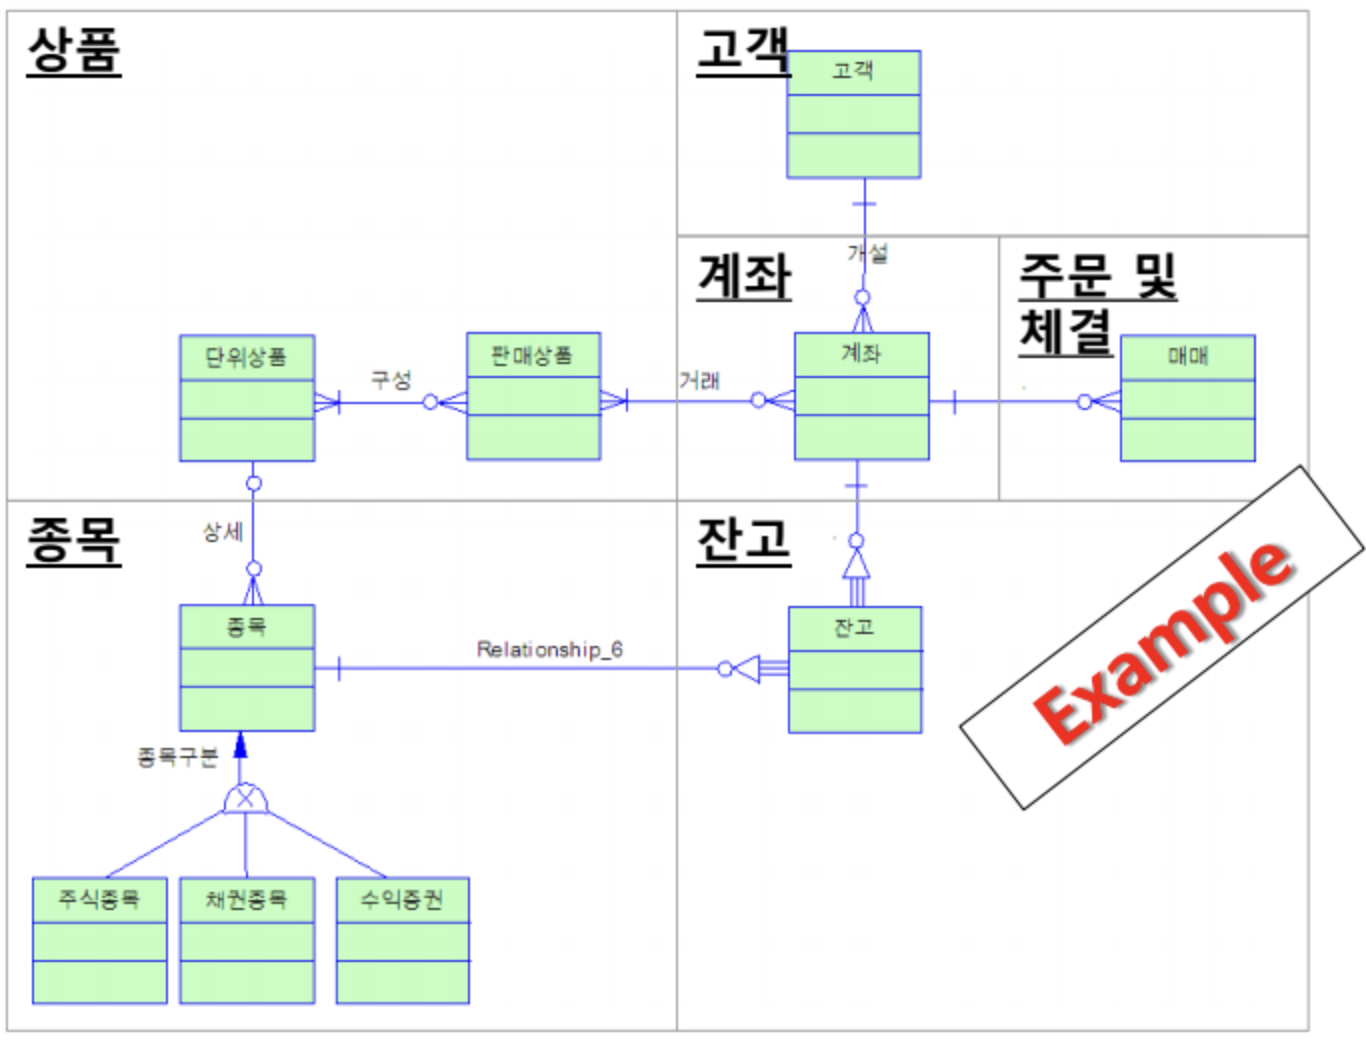 상품
고객
고객
개설
계좌
주문 및
체결
단위상품
구성
판매상품
거래
계좌
매매
종목
상세
잔고
종목
Relationship_6
잔고
Example
종목구분
주식종목
채권종목
수익증권